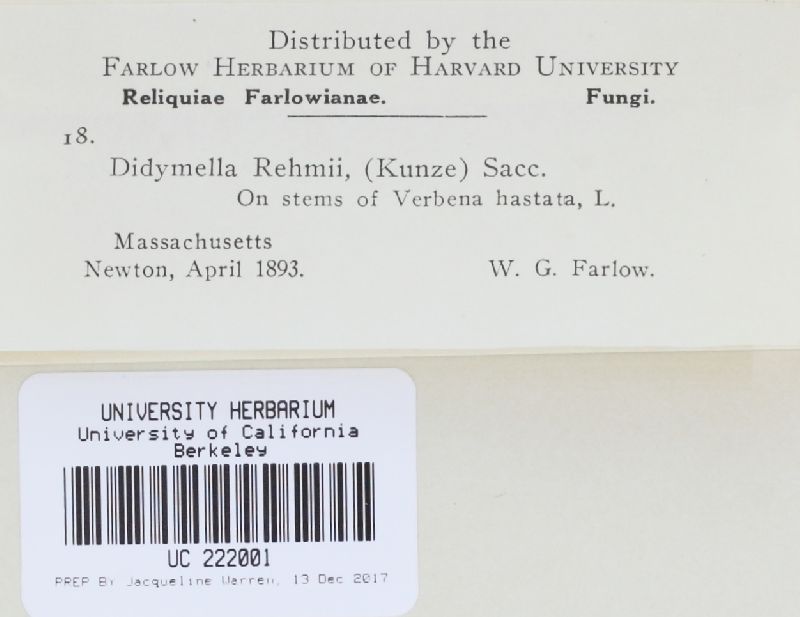 Distributed by the
FARLOW HERBARIUM OF HARVARD UNIVERSITY
Reliquiae Farlowianae. Fungi.
18.
Didymella Rehmii, (Kunze) Sacc.
On stems of Verbena hastata, L.
Massachusetts
Newton, April 1893. W. G. Farlow.
UNIVERSITY HERBARIUM
University of California
Berkeley
UC 222001
PREP BY Jacqueline Warren, 13 Dec 2017